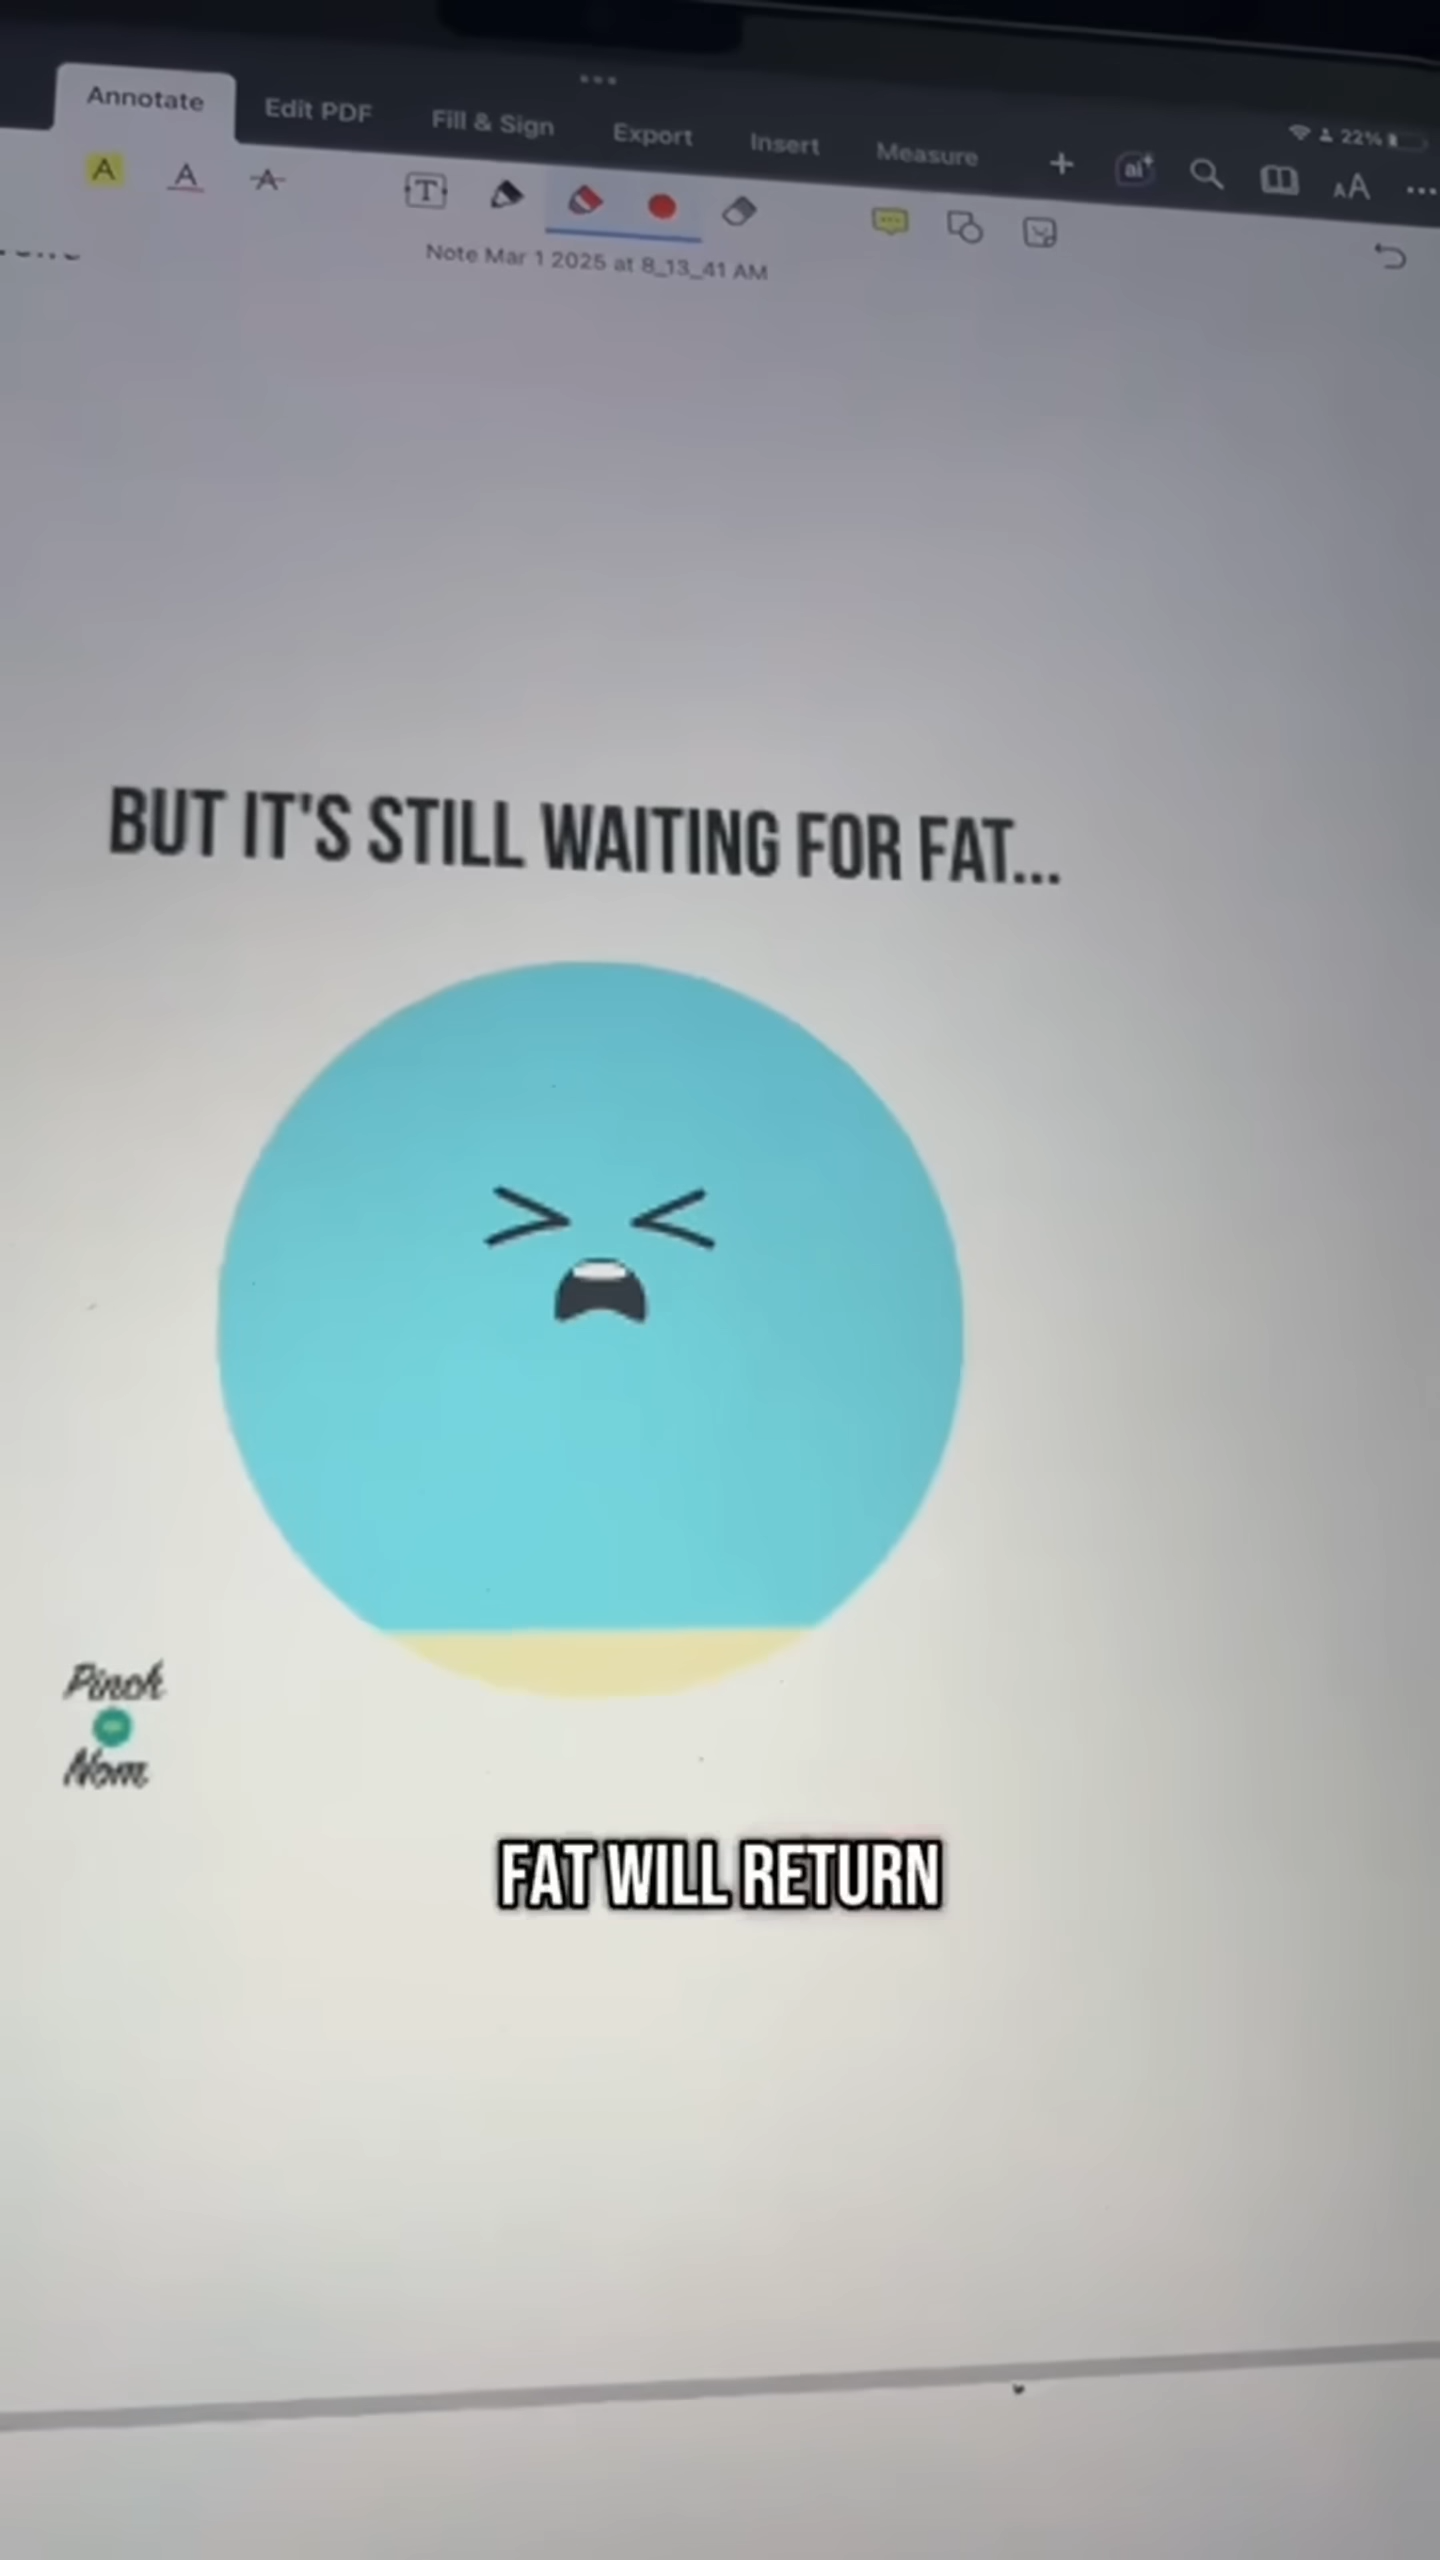 Annotate
Edit PDF
Fill & Sign
Export
Insert
Measure
22%
Note Mar 1 2025 at 8_13_41 AM
BUT IT'S STILL WAITING FOR FAT...
Pinch
Nom
FAT WILL RETURN